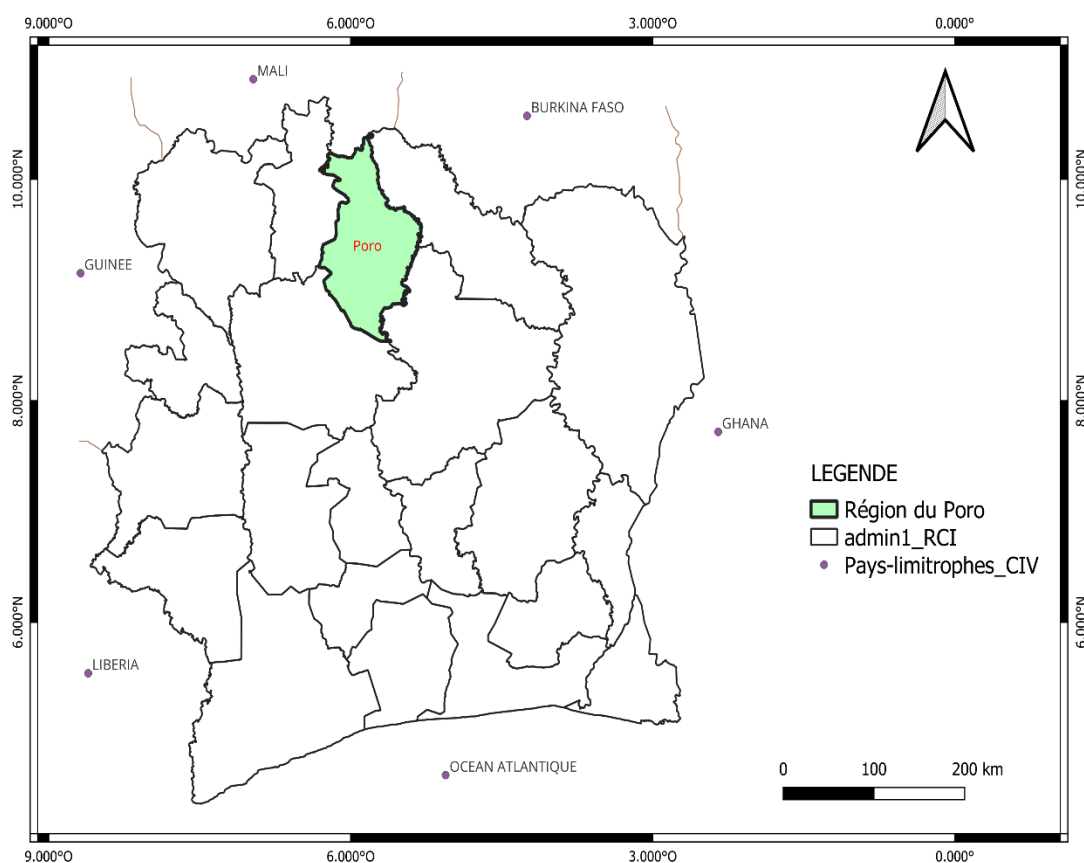 9.000°O 6.000°O 3.000°O 0.000°
MALI
BURKINA FASO
10.000°N 10.000°N
Poro
GUINEE
8.000°N 8.000°N
GHANA
LEGENDE
Région du Poro
admin1_RCI
Pays-limitrophes_CIV
6.000°N 6.000°N
LIBERIA
OCEAN ATLANTIQUE
0 100 200 km
9.000°O 6.000°O 3.000°O 0.000°